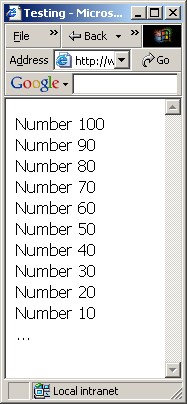 Testing - Micros...
File » Back »
Address http://w Go
Google »
Number 100
Number 90
Number 80
Number 70
Number 60
Number 50
Number 40
Number 30
Number 20
Number 10
...
Local intranet